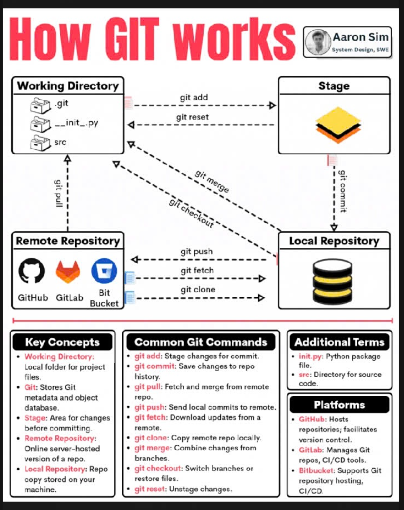 How GIT works
Aaron Sim
System Design, SWE
Working Directory
.git
__init_.py
src
git add
git reset
Stage
git pull
git merge
git checkout
git commit
Remote Repository
GitHub
GitLab
Bit
Bucket
git push
git fetch
git clone
Local Repository
Key Concepts
• Working Directory:
Local folder for project
files.
• Git: Stores Git
metadata and object
database.
• Stage: Area for changes
before committing.
• Remote Repository:
Online server-hosted
version of a repo.
• Local Repository: Repo
copy stored on your
machine.
Common Git Commands
• git add: Stage changes for commit.
• git commit: Save changes to repo
history.
• git pull: Fetch and merge from remote
repo.
• git push: Send local commits to remote.
• git fetch: Download updates from a
remote.
• git clone: Copy remote repo locally.
• git merge: Combine changes from
branches.
• git checkout: Switch branches or
restore files.
• git reset: Unstage changes.
Additional Terms
• init.py: Python package
file.
• src: Directory for source
code.
Platforms
• GitHub: Hosts
repositories; facilitates
version control.
• GitLab: Manages Git
repos, CI/CD tools.
• Bitbucket: Supports Git
repository hosting,
CI/CD.